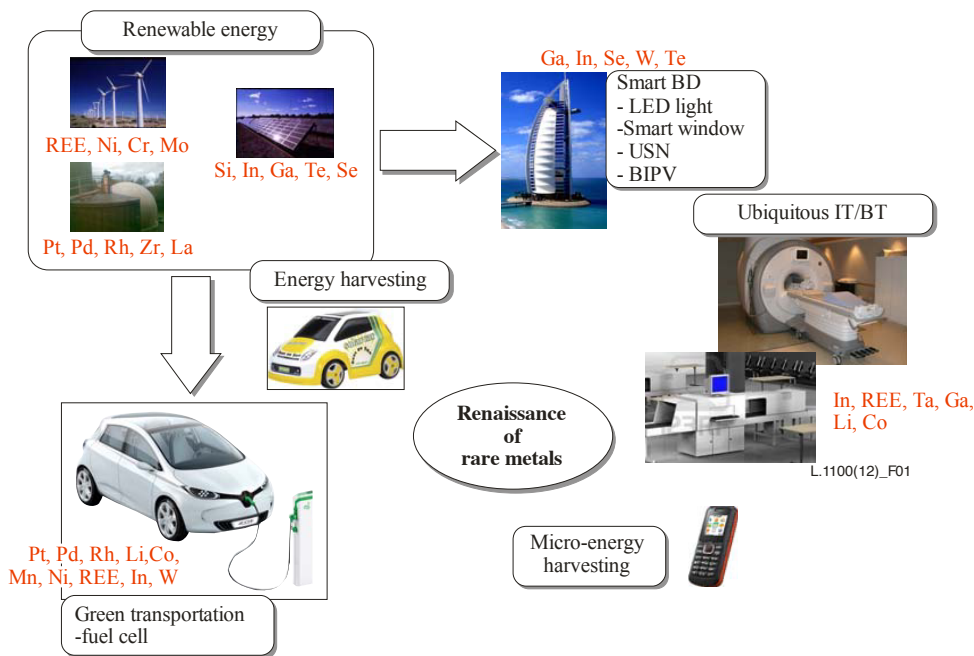 Renewable energy
REE, Ni, Cr, Mo
Si, In, Ga, Te, Se
Pt, Pd, Rh, Zr, La
Ga, In, Se, W, Te
Smart BD
- LED light
-Smart window
- USN
- BIPV
Ubiquitous IT/BT
In, REE, Ta, Ga,
Li, Co
L.1100(12)_F01
Energy harvesting
Renaissance
of
rare metals
Pt, Pd, Rh, Li,Co,
Mn, Ni, REE, In, W
Green transportation
-fuel cell
Micro-energy
harvesting